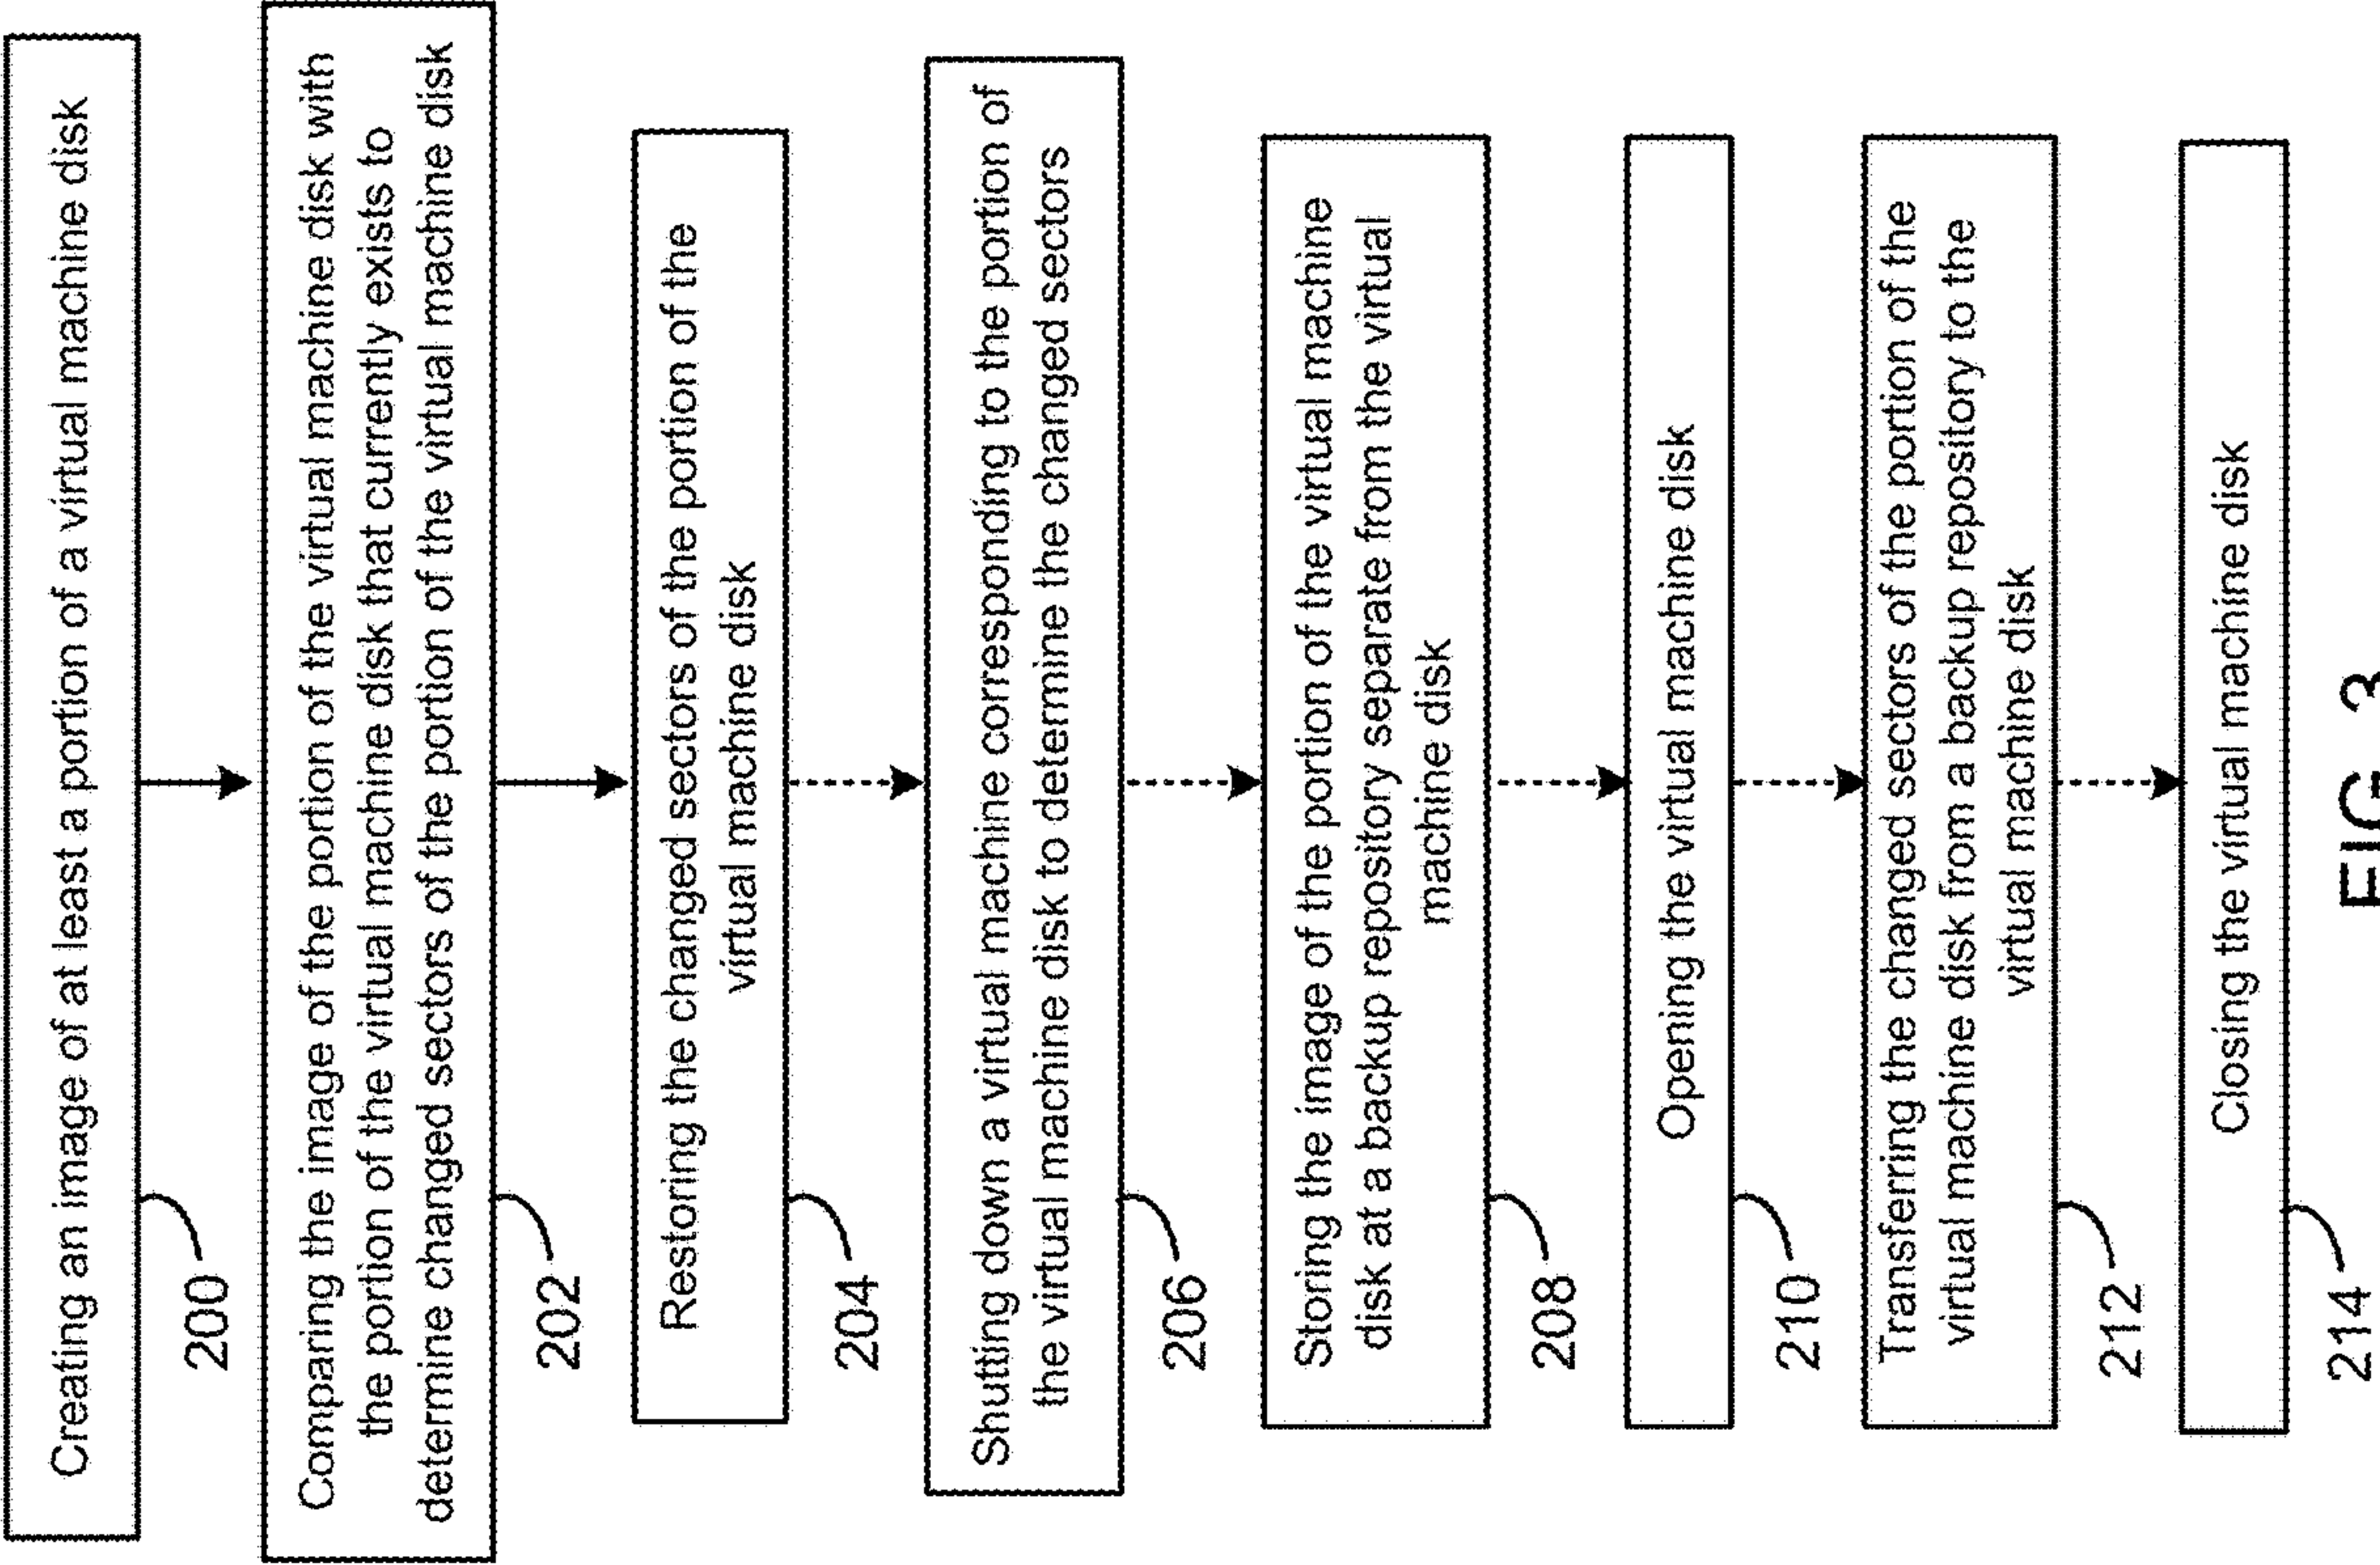 Creating an image of at least a portion of a virtual machine disk
200
Comparing the image of the portion of the virtual machine disk with
the portion of the virtual machine disk that currently exists to
determine changed sectors of the portion of the virtual machine disk
202
Restoring the changed sectors of the portion of the
virtual machine disk
204
Shutting down a virtual machine corresponding to the portion of
the virtual machine disk to determine the changed sectors
206
Storing the image of the portion of the virtual machine
disk at a backup repository separate from the virtual
machine disk
208
Opening the virtual machine disk
210
Transferring the changed sectors of the portion of the
virtual machine disk from a backup repository to the
virtual machine disk
212
Closing the virtual machine disk
214
FIG. 3